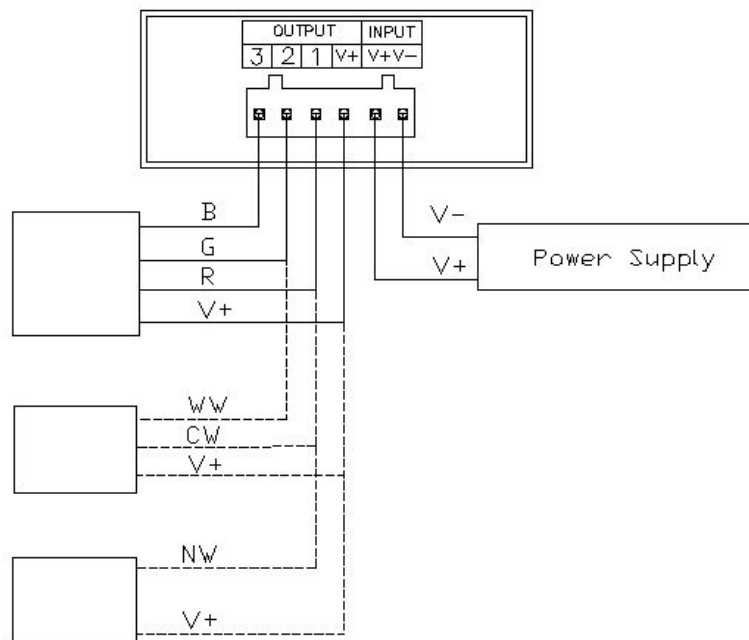 OUTPUT INPUT
3 2 1 V+ V+ V-
B
G
R
V+
V-
V+
Power Supply
WW
CW
V+
NW
V+